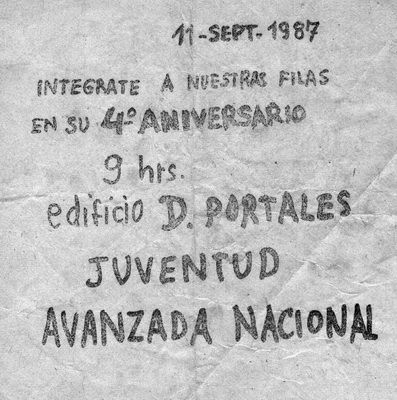 11-SEPT-1987
INTEGRATE A NUESTRAS FILAS
EN SU 4º ANIVERSARIO
9 hrs.
edificio D. PORTALES
JUVENTUD
AVANZADA NACIONAL